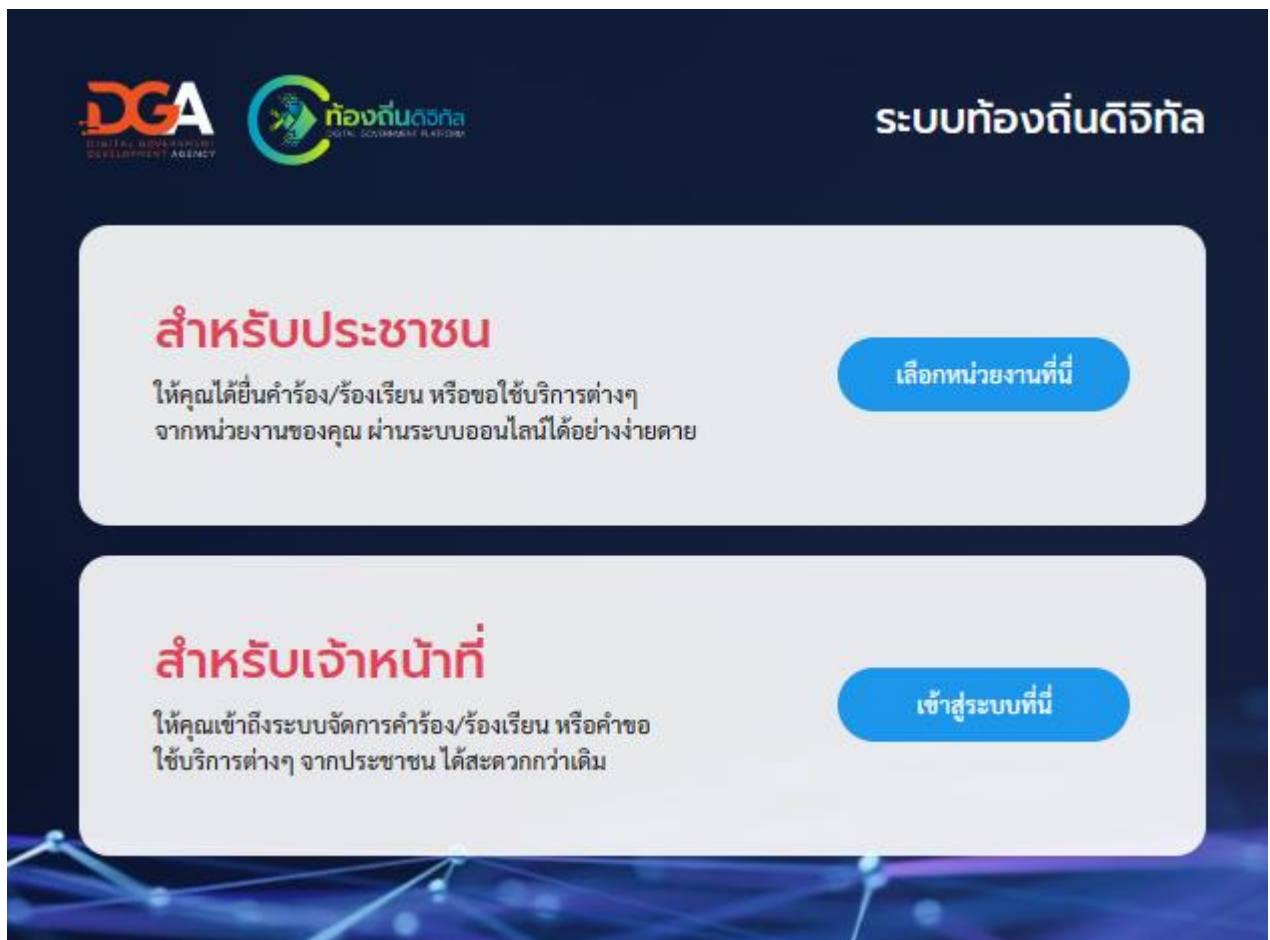 DGA
DIGITAL GOVERNMENT
DEVELOPMENT AGENCY
ท้องถิ่นดิจิทัล
DIGITAL GOVERNMENT PLATFORM
ระบบท้องถิ่นดิจิทัล
สำหรับประชาชน
ให้คุณได้ยื่นคำร้อง/ร้องเรียน หรือขอใช้บริการต่างๆ
จากหน่วยงานของคุณ ผ่านระบบออนไลน์ได้อย่างง่ายดาย
เลือกหน่วยงานที่นี่
สำหรับเจ้าหน้าที่
ให้คุณเข้าถึงระบบจัดการคำร้อง/ร้องเรียน หรือคำขอ
ใช้บริการต่างๆ จากประชาชน ได้สะดวกกว่าเดิม
เข้าสู่ระบบที่นี่